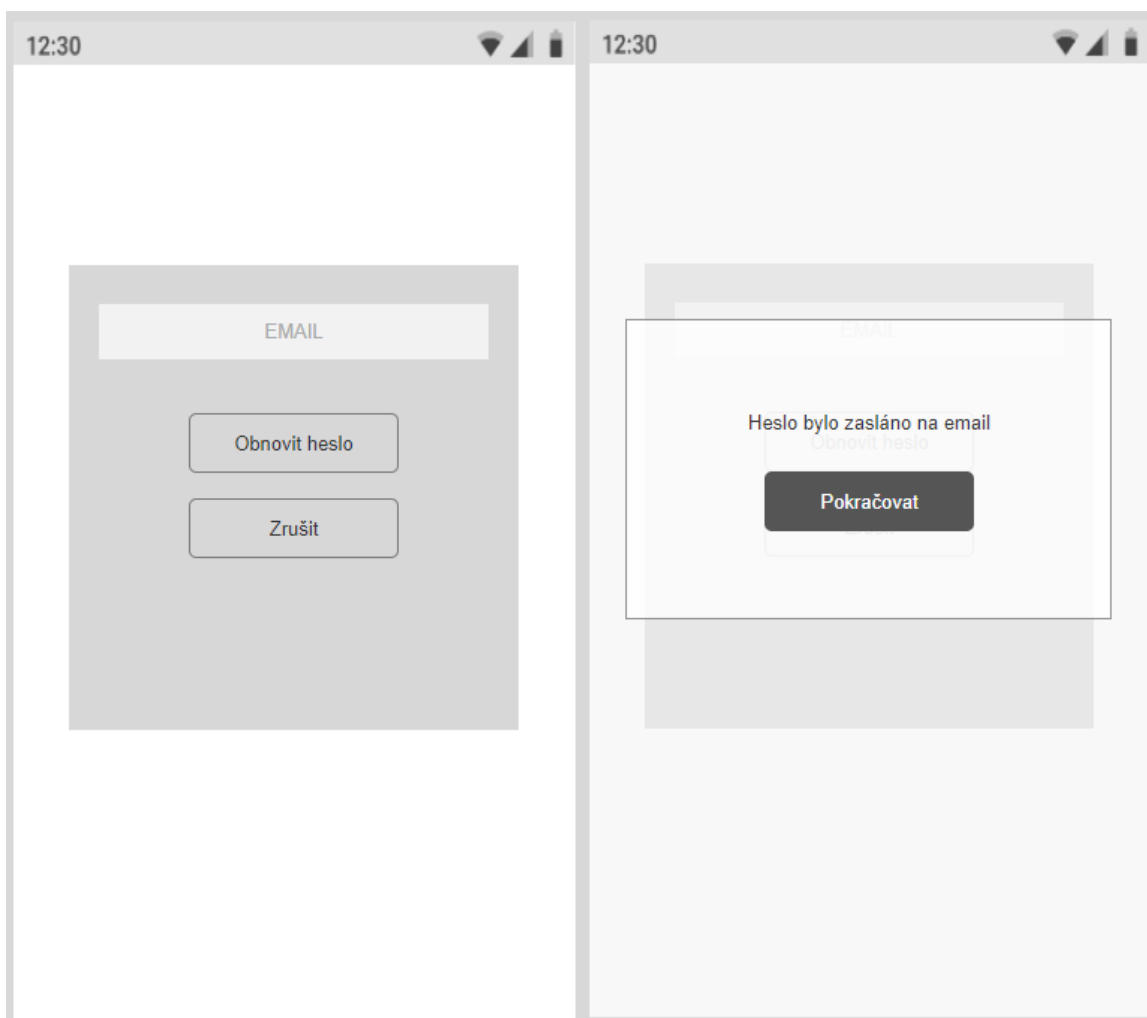 12:30
EMAIL
Obnovit heslo
Zrušit
12:30
EMAIL
Heslo bylo zasláno na email
Obnovit heslo
Pokračovat